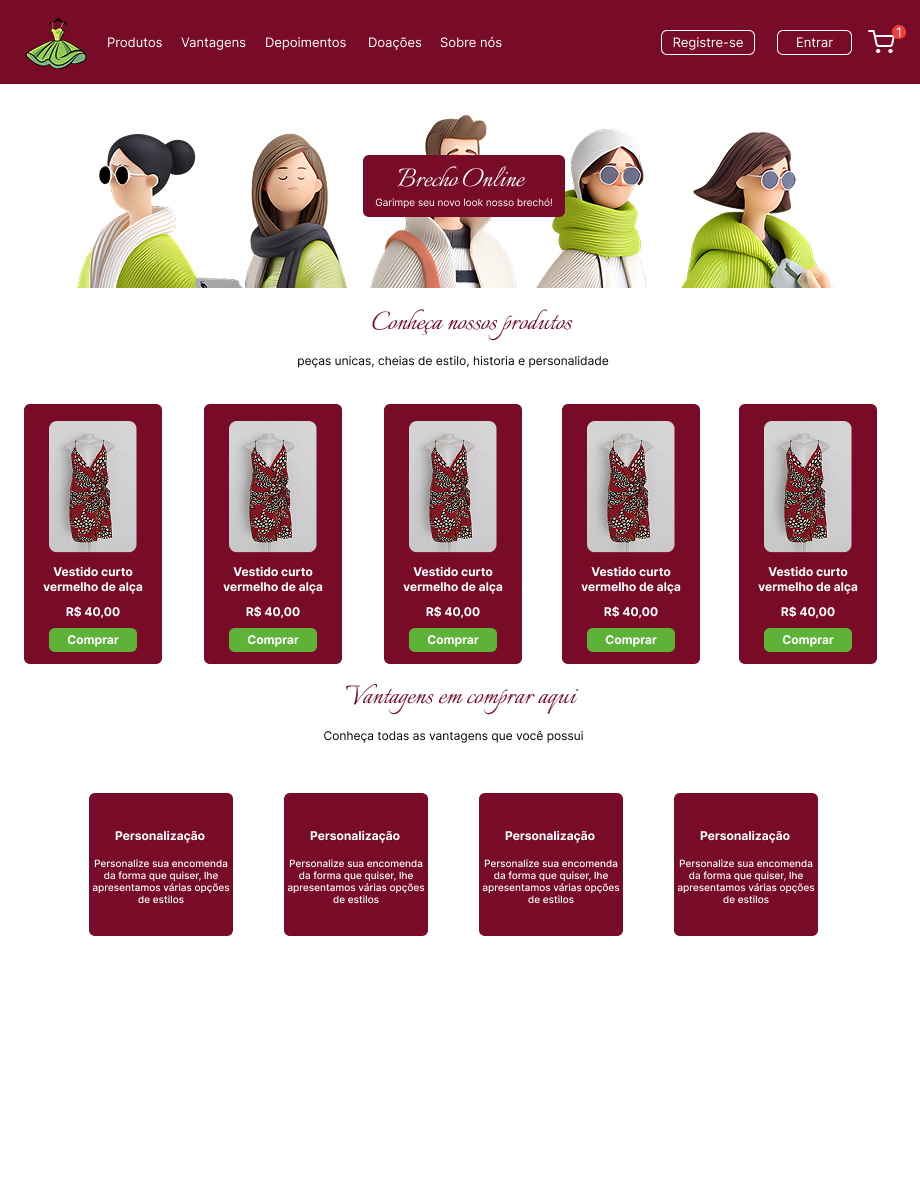 Produtos Vantagens Depoimentos Doações Sobre nós Registre-se Entrar 1
Brecho Online
Garimpe seu novo look nosso brechó!
Conheça nossos produtos
peças unicas, cheias de estilo, historia e personalidade
Vestido curto
vermelho de alça
R$ 40,00
Comprar
Vestido curto
vermelho de alça
R$ 40,00
Comprar
Vestido curto
vermelho de alça
R$ 40,00
Comprar
Vestido curto
vermelho de alça
R$ 40,00
Comprar
Vestido curto
vermelho de alça
R$ 40,00
Comprar
Vantagens em comprar aqui
Conheça todas as vantagens que você possui
Personalização
Personalize sua encomenda
da forma que quiser, lhe
apresentamos várias opções
de estilos
Personalização
Personalize sua encomenda
da forma que quiser, lhe
apresentamos várias opções
de estilos
Personalização
Personalize sua encomenda
da forma que quiser, lhe
apresentamos várias opções
de estilos
Personalização
Personalize sua encomenda
da forma que quiser, lhe
apresentamos várias opções
de estilos